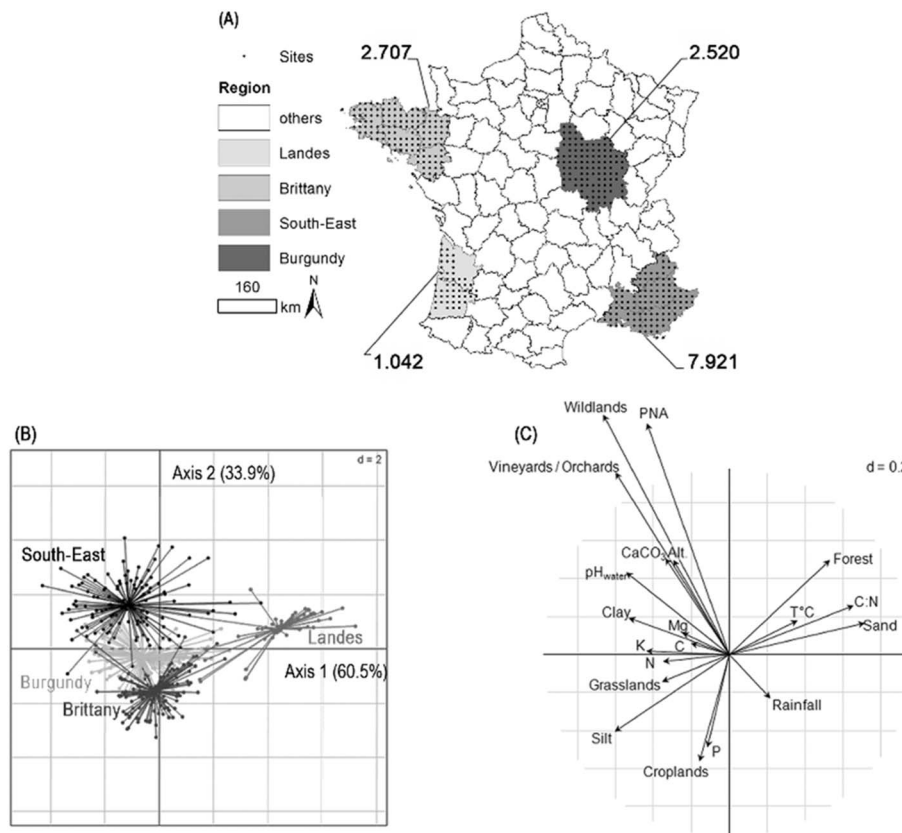 (A)
2.707
2.520
Sites
Region
others
Landes
Brittany
South-East
Burgundy
160
km
N
1.042
7.921
(B)
Axis 2 (33.9%)
d = 2
South-East
Landes
Axis 1 (60.5%)
Burgundy
Brittany
(C)
Wildlands
PNA
Vineyards / Orchards
d = 0.2
CaCO3
Alt.
pHwater
Forest
Clay
Mg
T°C
C:N
Sand
K
C
N
Grasslands
Rainfall
Silt
P
Croplands